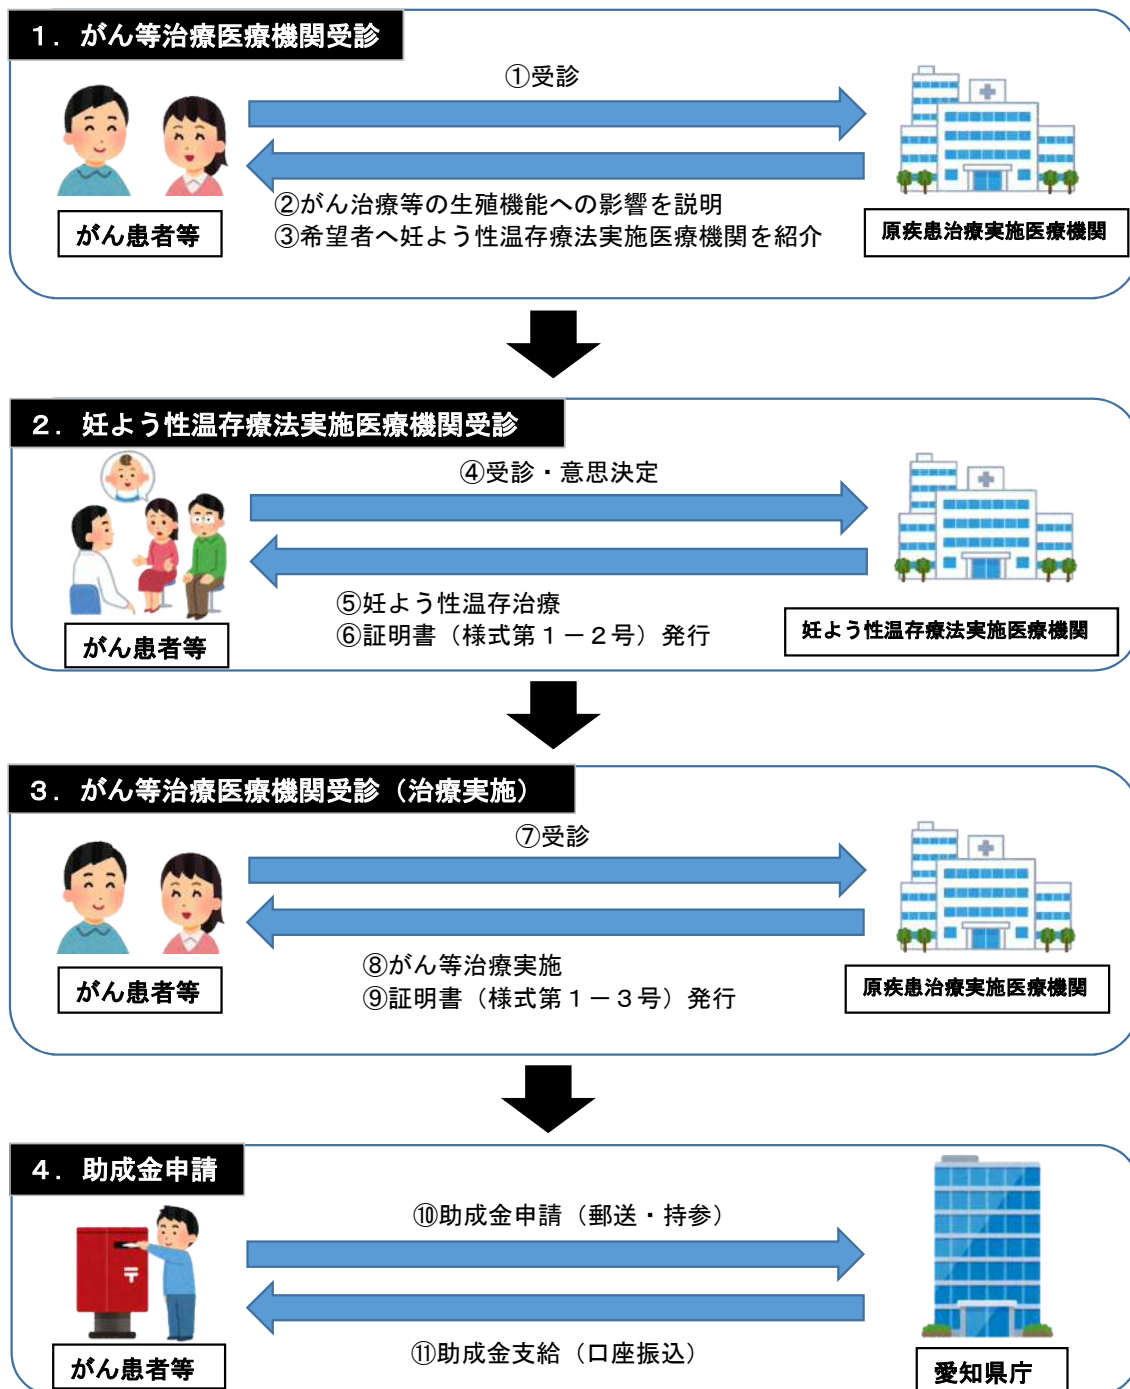 １．がん等治療医療機関受診
①受診
②がん治療等の生殖機能への影響を説明
③希望者へ妊よう性温存療法実施医療機関を紹介
がん患者等
原疾患治療実施医療機関
２．妊よう性温存療法実施医療機関受診
④受診・意思決定
⑤妊よう性温存治療
⑥証明書（様式第１－２号）発行
がん患者等
妊よう性温存療法実施医療機関
３．がん等治療医療機関受診（治療実施）
⑦受診
⑧がん等治療実施
⑨証明書（様式第１－３号）発行
がん患者等
原疾患治療実施医療機関
４．助成金申請
⑩助成金申請（郵送・持参）
〒
⑪助成金支給（口座振込）
がん患者等
愛知県庁